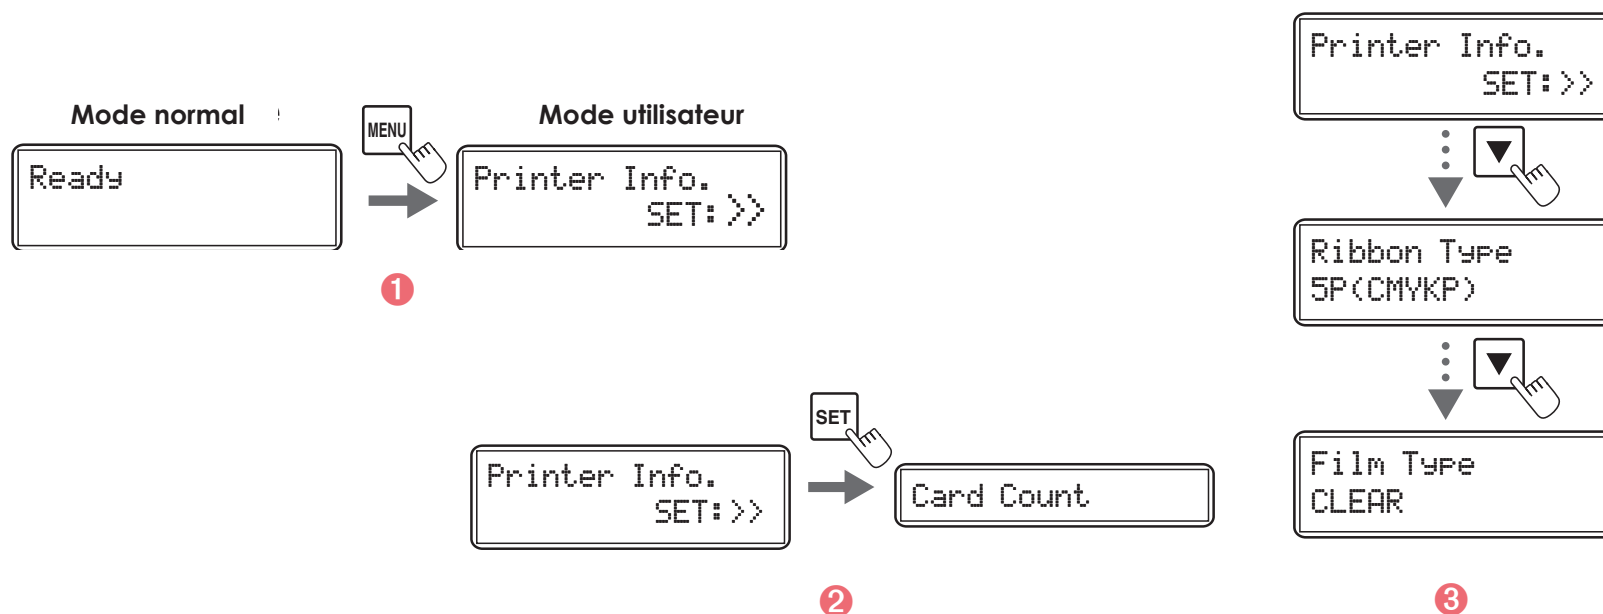 Mode normal
MENU
Mode utilisateur
Ready
Printer Info.
SET:>>
1
Printer Info.
SET:>>
SET
Card Count
2
Printer Info.
SET:>>
Ribbon Type
5P(CMYKP)
Film Type
CLEAR
3